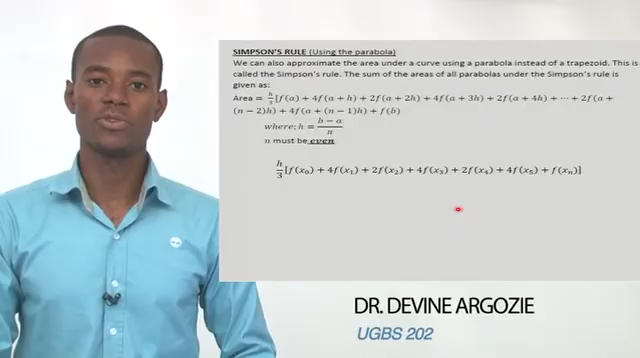 SIMPSON'S RULE (Using the parabola)
We can also approximate the area under a curve using a parabola instead of a trapezoid. This is
called the Simpson's rule. The sum of the areas of all parabolas under the Simpson's rule is
given as:
Area = h/3 [f(a) + 4f(a + h) + 2f(a + 2h) + 4f(a + 3h) + 2f(a + 4h) + ⋯ + 2f(a +
(n − 2)h) + 4f(a + (n − 1)h) + f(b)
where; h = b − a / n
n must be even
h/3 [f(x₀) + 4f(x₁) + 2f(x₂) + 4f(x₃) + 2f(x₄) + 4f(x₅) + f(xₙ)]
DR. DEVINE ARGOZIE
UGBS 202